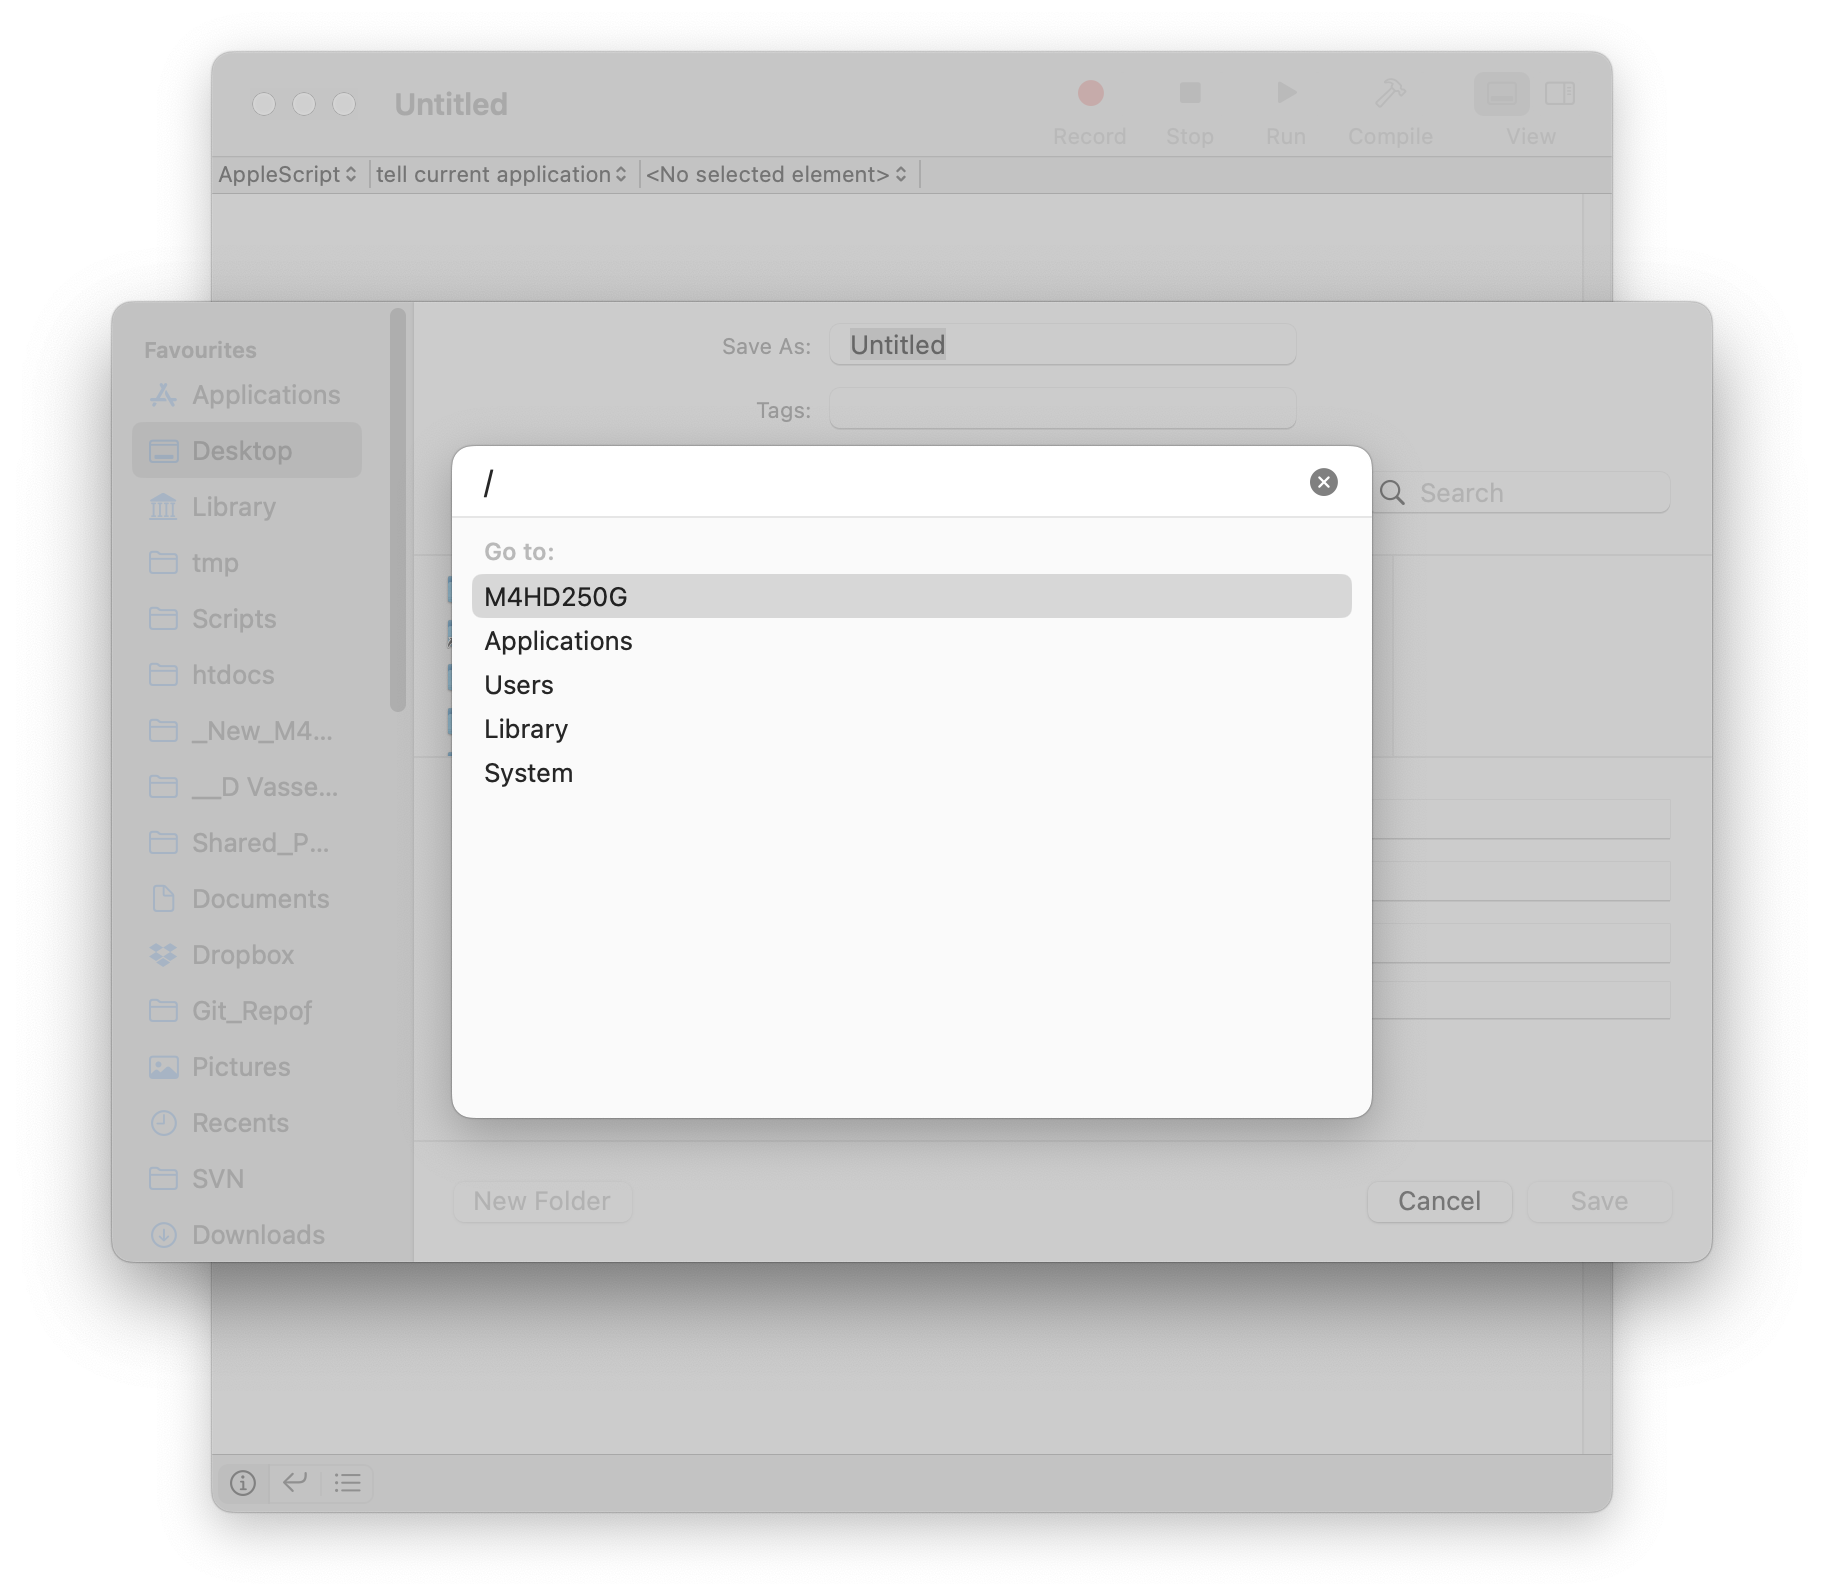 Untitled
Record Stop Run Compile View
AppleScript tell current application <No selected element>
Favourites
Applications
Desktop
Library
tmp
Scripts
htdocs
_New_M4...
__D Vasse...
Shared_P...
Documents
Dropbox
Git_Repoƒ
Pictures
Recents
SVN
Downloads
Save As: Untitled
Tags:
Search
/
Go to:
M4HD250G
Applications
Users
Library
System
New Folder Cancel Save